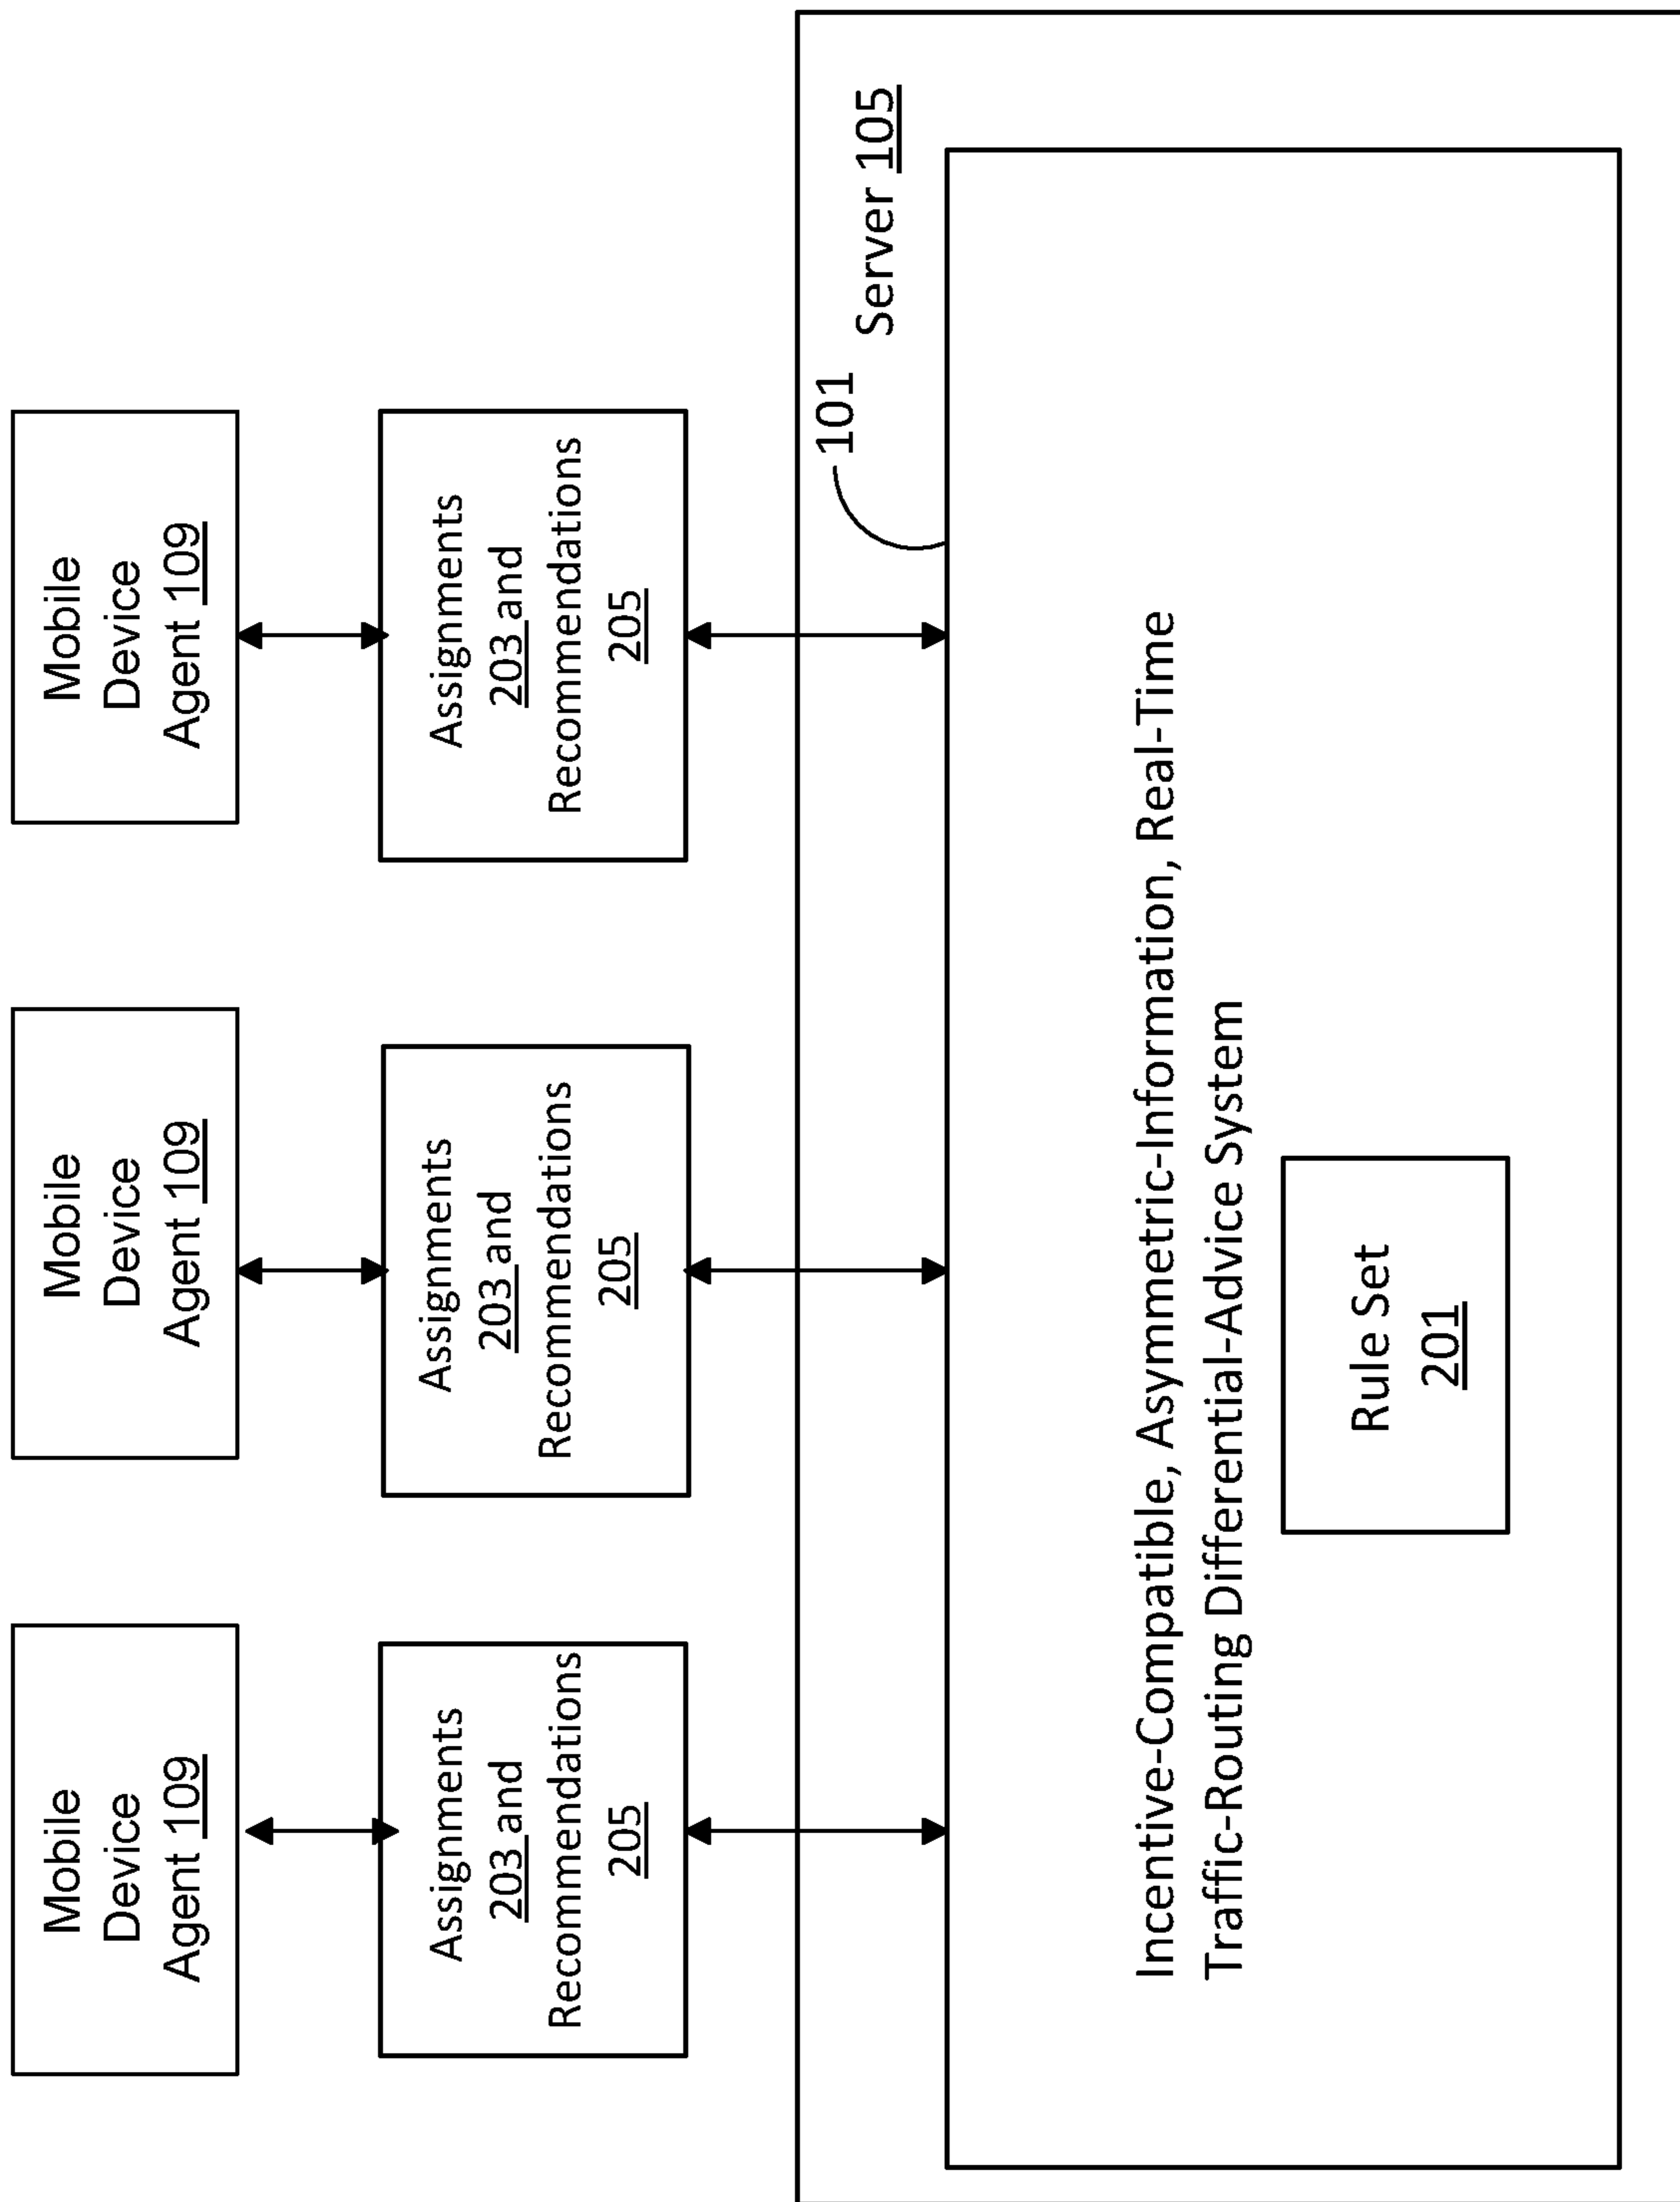 Mobile
Device
Agent 109
Mobile
Device
Agent 109
Mobile
Device
Agent 109
Assignments
203 and
Recommendations
205
Assignments
203 and
Recommendations
205
Assignments
203 and
Recommendations
205
101
Server 105
Incentive-Compatible, Asymmetric-Information, Real-Time
Traffic-Routing Differential-Advice System
Rule Set
201